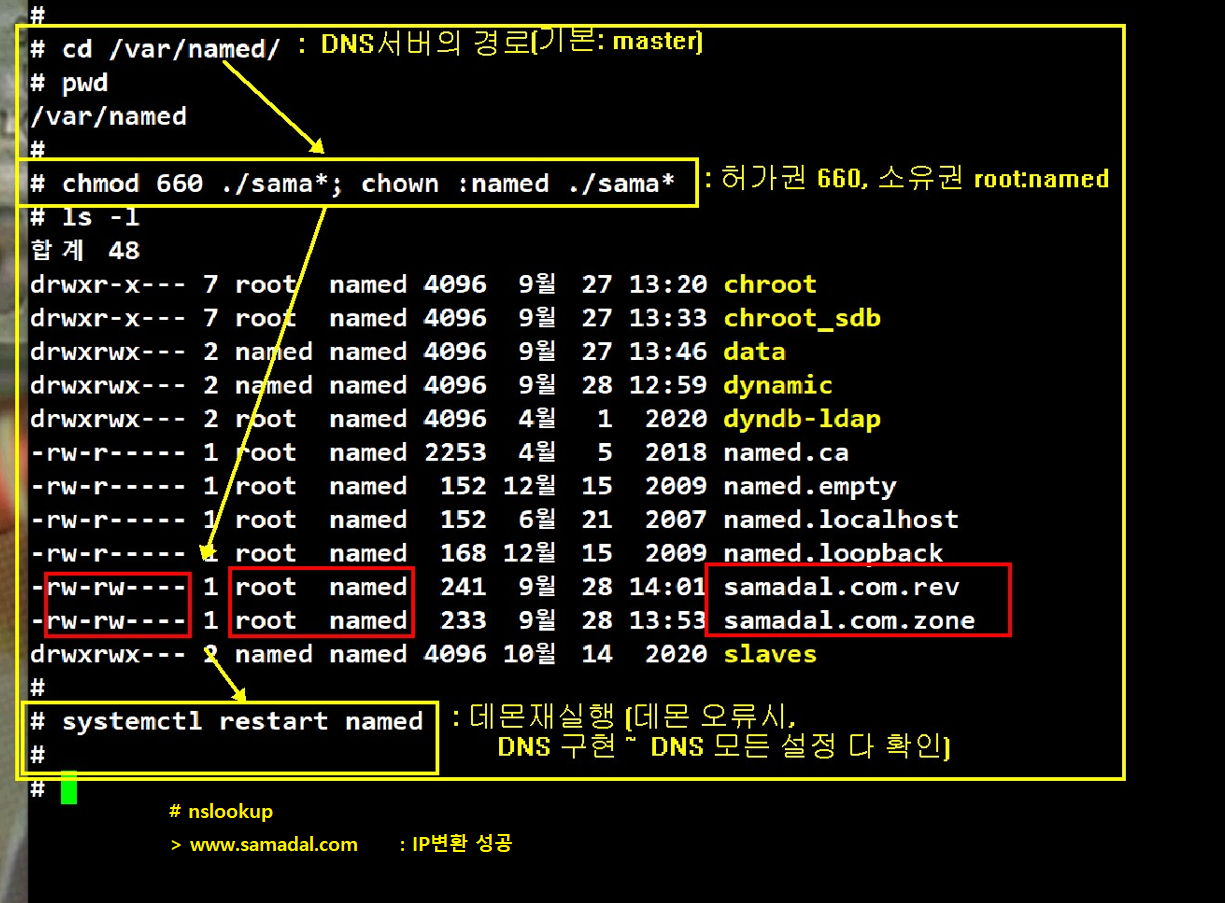 #
# cd /var/named/ : DNS서버의 경로(기본: master)
# pwd
/var/named
#
# chmod 660 ./sama*; chown :named ./sama* : 허가권 660, 소유권 root:named
# ls -l
합계 48
drwxr-x--- 7 root named 4096 9월 27 13:20 chroot
drwxr-x--- 7 root named 4096 9월 27 13:33 chroot_sdb
drwxrwx--- 2 named named 4096 9월 27 13:46 data
drwxrwx--- 2 named named 4096 9월 28 12:59 dynamic
drwxrwx--- 2 root named 4096 4월 1 2020 dyndb-ldap
-rw-r----- 1 root named 2253 4월 5 2018 named.ca
-rw-r----- 1 root named 152 12월 15 2009 named.empty
-rw-r----- 1 root named 152 6월 21 2007 named.localhost
-rw-r----- 1 root named 168 12월 15 2009 named.loopback
-rw-rw---- 1 root named 241 9월 28 14:01 samadal.com.rev
-rw-rw---- 1 root named 233 9월 28 13:53 samadal.com.zone
drwxrwx--- 2 named named 4096 10월 14 2020 slaves
#
# systemctl restart named : 데몬재실행 (데몬 오류시,
# DNS 구현 ~ DNS 모든 설정 다 확인)
#
# nslookup
> www.samadal.com : IP변환 성공